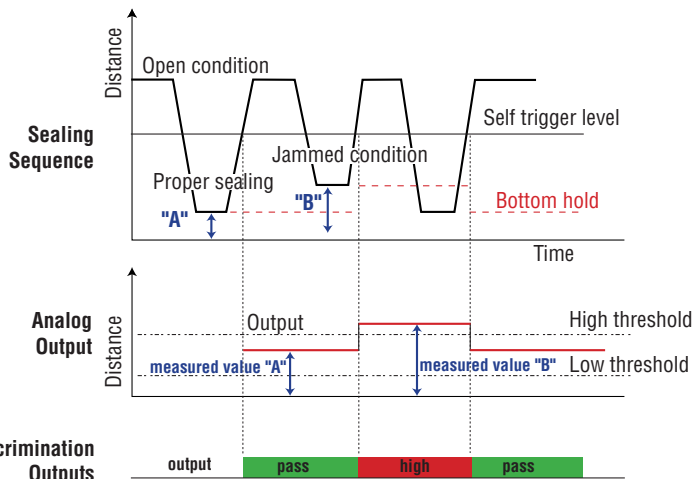 Distance
Open condition
Self trigger level
Sealing
Sequence
Jammed condition
Proper sealing
"A"
"B"
Bottom hold
Time
Distance
Analog
Output
Output
High threshold
measured value "A"
measured value "B"
Low threshold
crimination
Outputs
output
pass
high
pass